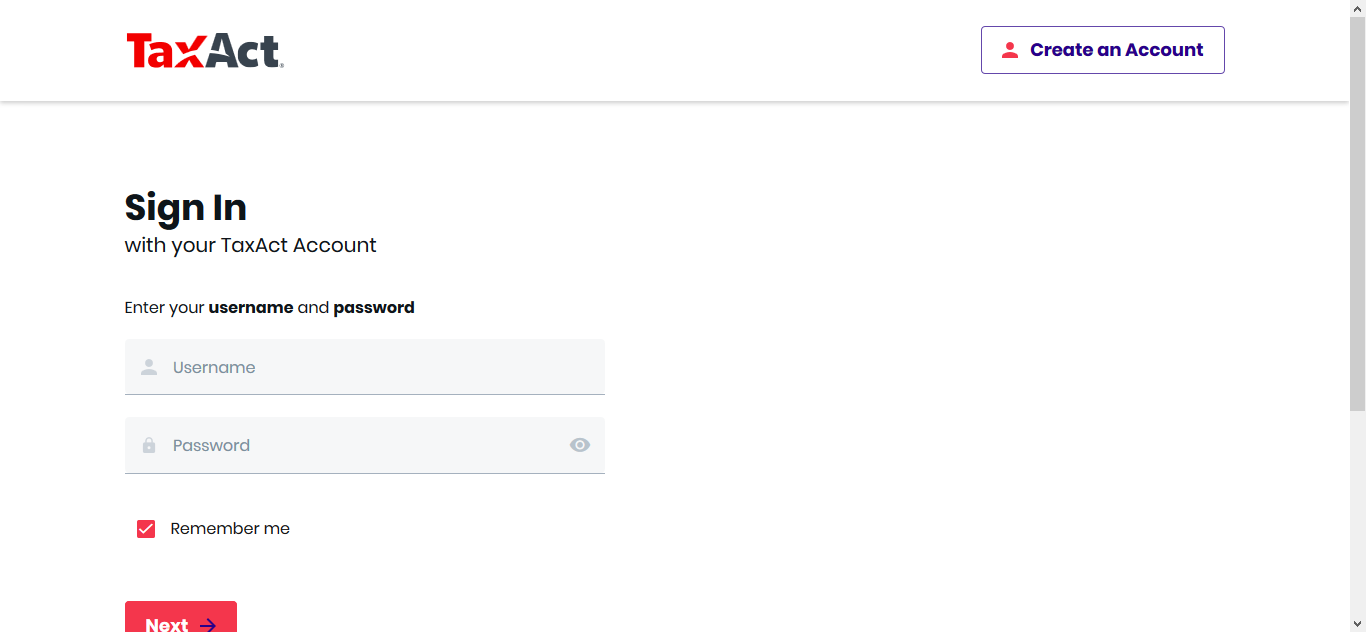 TaxAct®
Create an Account
Sign In
with your TaxAct Account
Enter your username and password
Username
Password
Remember me
Next